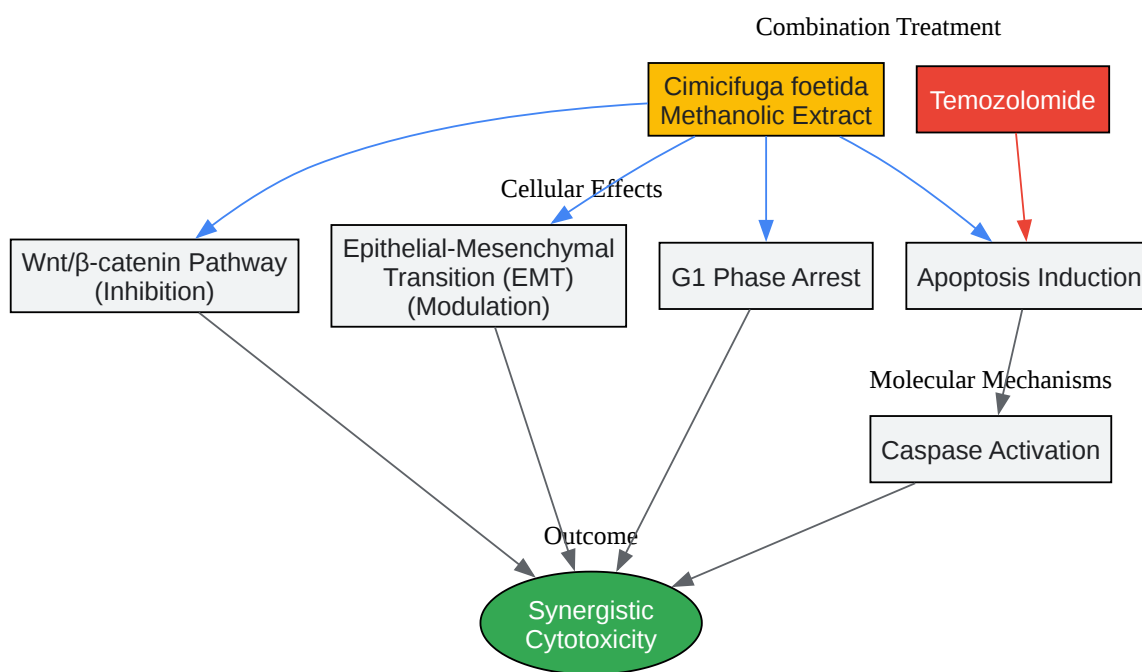 Combination Treatment
Cimicifuga foetida
Methanolic Extract
Temozolomide
Cellular Effects
Wnt/β-catenin Pathway
(Inhibition)
Epithelial-Mesenchymal
Transition (EMT)
(Modulation)
G1 Phase Arrest
Apoptosis Induction
Molecular Mechanisms
Caspase Activation
Outcome
Synergistic
Cytotoxicity